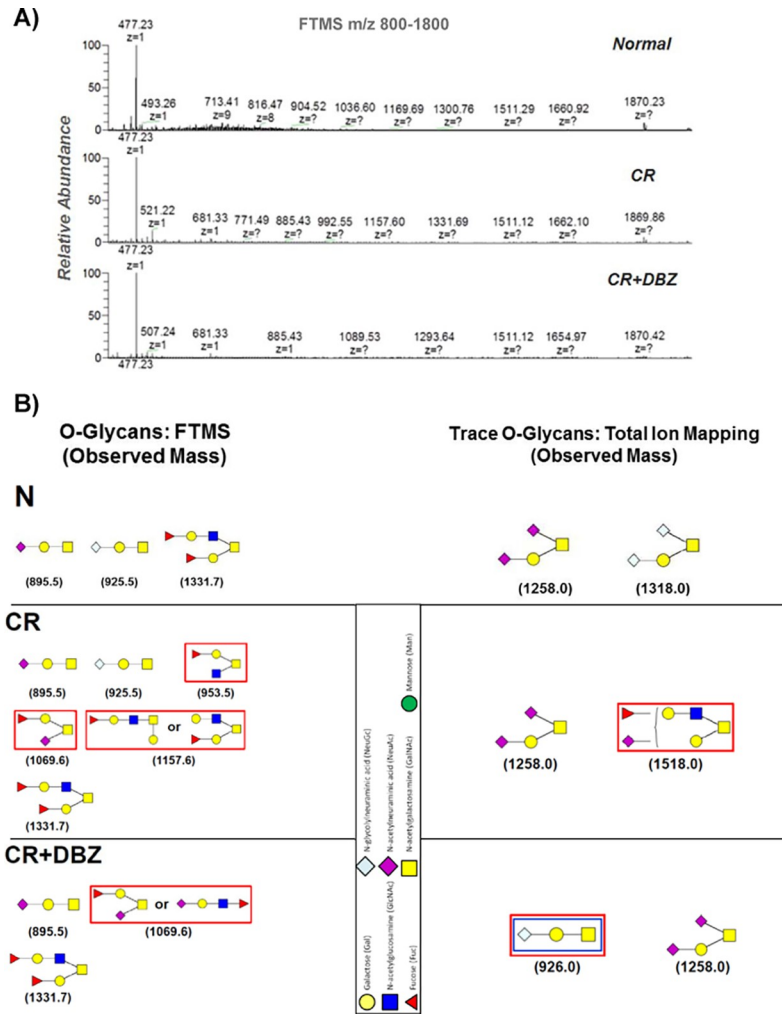 A)
FTMS m/z 800-1800
Relative Abundance
Normal
100
50
0
477.23
z=1
493.26
z=1
713.41
z=9
816.47
z=8
904.52
z=?
1036.60
z=?
1169.69
z=?
1300.76
z=?
1511.29
z=?
1660.92
z=?
1870.23
z=?
CR
100
50
0
477.23
z=1
521.22
z=1
681.33
z=1
771.49
z=?
885.43
z=?
992.55
z=?
1157.60
z=?
1331.69
z=?
1511.12
z=?
1662.10
z=?
1869.86
z=?
CR+DBZ
100
50
0
477.23
z=1
507.24
z=1
681.33
z=1
885.43
z=1
1089.53
z=?
1293.64
z=?
1511.12
z=?
1654.97
z=?
1870.42
z=?
477.23
B)
O-Glycans: FTMS
(Observed Mass)
Trace O-Glycans: Total Ion Mapping
(Observed Mass)
N
(895.5)
(925.5)
(1331.7)
(1258.0)
(1318.0)
CR
(895.5)
(925.5)
(953.5)
(1069.6)
or
(1157.6)
(1331.7)
(1258.0)
(1518.0)
CR+DBZ
(895.5)
or
(1069.6)
(1331.7)
(926.0)
(1258.0)
Mannose (Man)
N-glycolylneuraminic acid (NeuGc)
N-acetylneuraminic acid (NeuAc)
N-acetylgalactosamine (GalNAc)
Galactose (Gal)
N-acetylglucosamine (GlcNAc)
Fucose (Fuc)